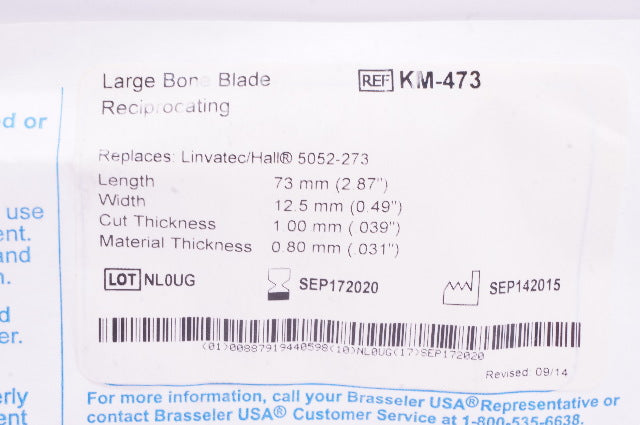 Large Bone Blade
REF KM-473
Reciprocating
Replaces: Linvatec/Hall® 5052-273
Length 73 mm (2.87")
Width 12.5 mm (0.49")
Cut Thickness 1.00 mm (.039")
Material Thickness 0.80 mm (.031")
LOT NL0UG SEP172020 SEP142015
(01)00887919440598(10)NL0UG(17)SEP172020
Revised: 09/14
For more information, call your Brasseler USA® Representative or
contact Brasseler USA® Customer Service at 1-800-535-6638.
d or
use
ent.
and
n.
d
er.
erly
ent